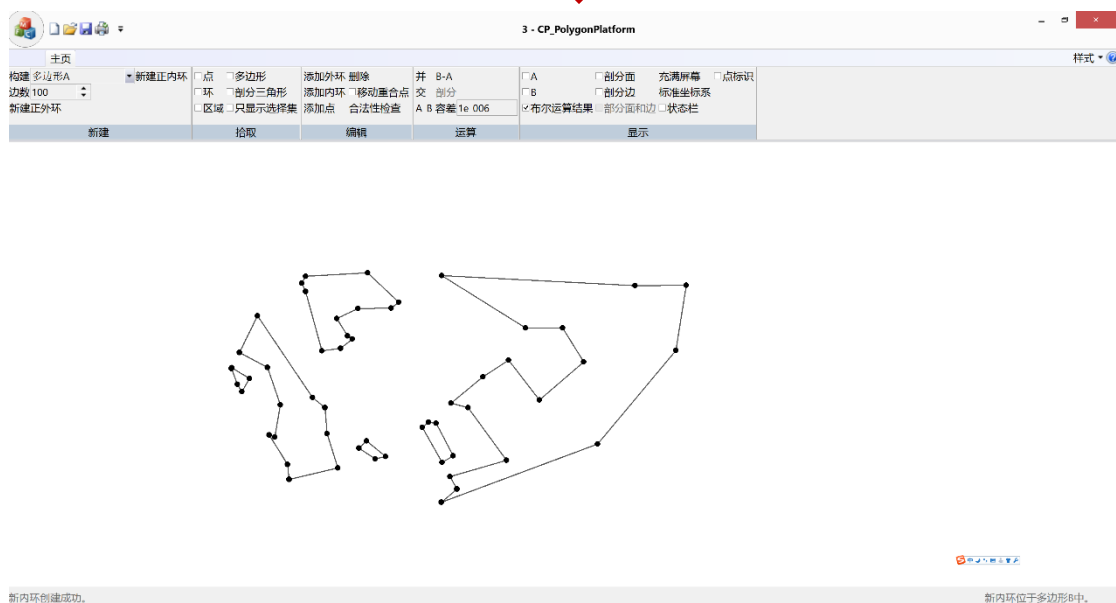 3 - CP_PolygonPlatform
主页 样式
构建 多边形A 新建正内环 点 多边形 添加外环 删除 并 B-A A 剖分面 充满屏幕 点标识
边数 100 环 剖分三角形 添加内环 移动重合点 交 剖分 B 剖分边 标准坐标系
新建正外环 区域 只显示选择集 添加点 合法性检查 A B 容差 1e 006 布尔运算结果 部分面和边 状态栏
新建 拾取 编辑 运算 显示
新内环创建成功。 新内环位于多边形B中。